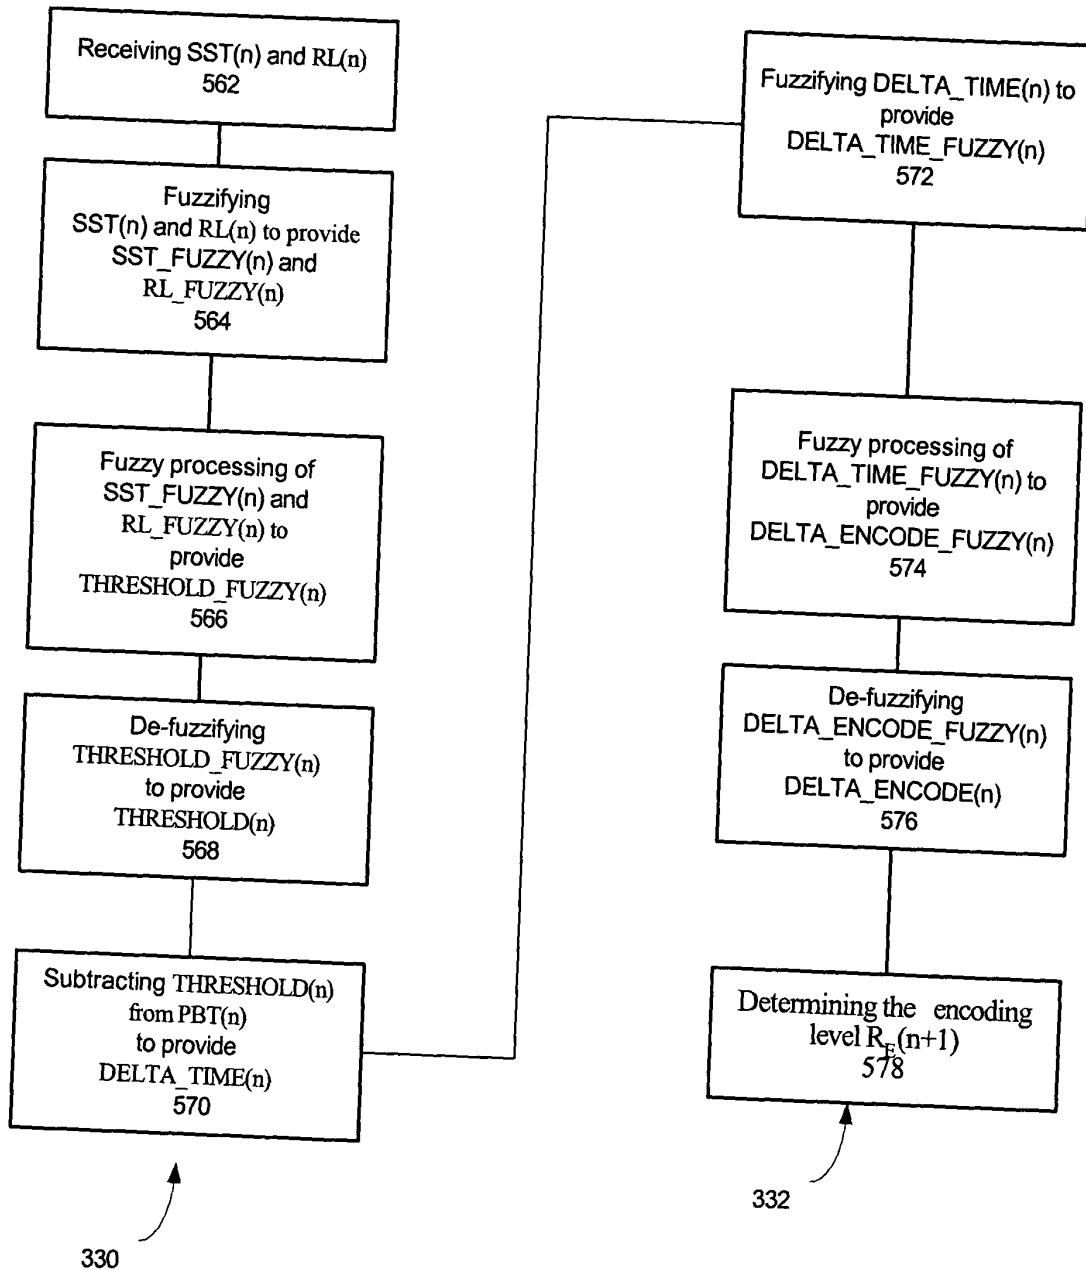 Receiving SST(n) and RL(n)
562
Fuzzifying
SST(n) and RL(n) to provide
SST_FUZZY(n) and
RL_FUZZY(n)
564
Fuzzy processing of
SST_FUZZY(n) and
RL_FUZZY(n) to
provide
THRESHOLD_FUZZY(n)
566
De-fuzzifying
THRESHOLD_FUZZY(n)
to provide
THRESHOLD(n)
568
Subtracting THRESHOLD(n)
from PBT(n)
to provide
DELTA_TIME(n)
570
330
Fuzzifying DELTA_TIME(n) to
provide
DELTA_TIME_FUZZY(n)
572
Fuzzy processing of
DELTA_TIME_FUZZY(n) to
provide
DELTA_ENCODE_FUZZY(n)
574
De-fuzzifying
DELTA_ENCODE_FUZZY(n)
to provide
DELTA_ENCODE(n)
576
Determining the encoding
level R_E(n+1)
578
332